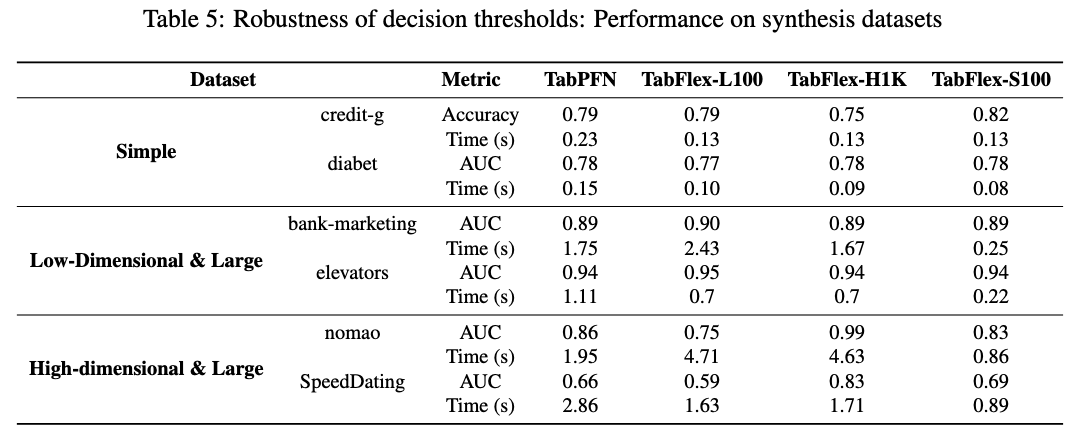 Table 5: Robustness of decision thresholds: Performance on synthesis datasets
Dataset Metric TabPFN TabFlex-L100 TabFlex-H1K TabFlex-S100
Simple
credit-g Accuracy 0.79 0.79 0.75 0.82
Time (s) 0.23 0.13 0.13 0.13
diabet AUC 0.78 0.77 0.78 0.78
Time (s) 0.15 0.10 0.09 0.08
Low-Dimensional & Large
bank-marketing AUC 0.89 0.90 0.89 0.89
Time (s) 1.75 2.43 1.67 0.25
elevators AUC 0.94 0.95 0.94 0.94
Time (s) 1.11 0.7 0.7 0.22
High-dimensional & Large
nomao AUC 0.86 0.75 0.99 0.83
Time (s) 1.95 4.71 4.63 0.86
SpeedDating AUC 0.66 0.59 0.83 0.69
Time (s) 2.86 1.63 1.71 0.89